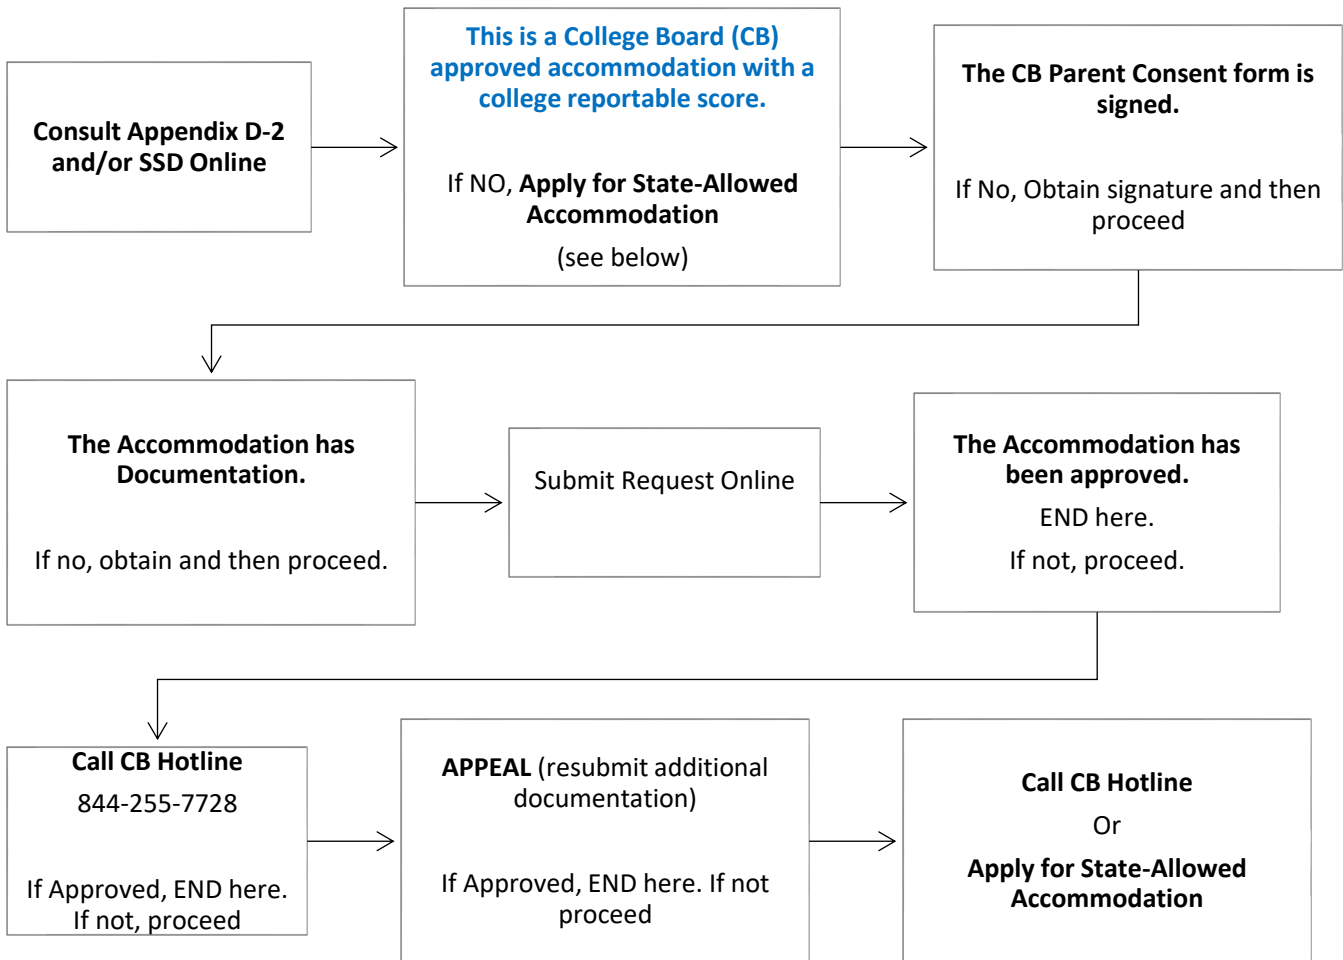 Consult Appendix D-2
and/or SSD Online
This is a College Board (CB)
approved accommodation with a
college reportable score.
If NO, Apply for State-Allowed
Accommodation
(see below)
The CB Parent Consent form is
signed.
If No, Obtain signature and then
proceed
The Accommodation has
Documentation.
If no, obtain and then proceed.
Submit Request Online
The Accommodation has
been approved.
END here.
If not, proceed.
Call CB Hotline
844-255-7728
If Approved, END here.
If not, proceed
APPEAL (resubmit additional
documentation)
If Approved, END here. If not
proceed
Call CB Hotline
Or
Apply for State-Allowed
Accommodation